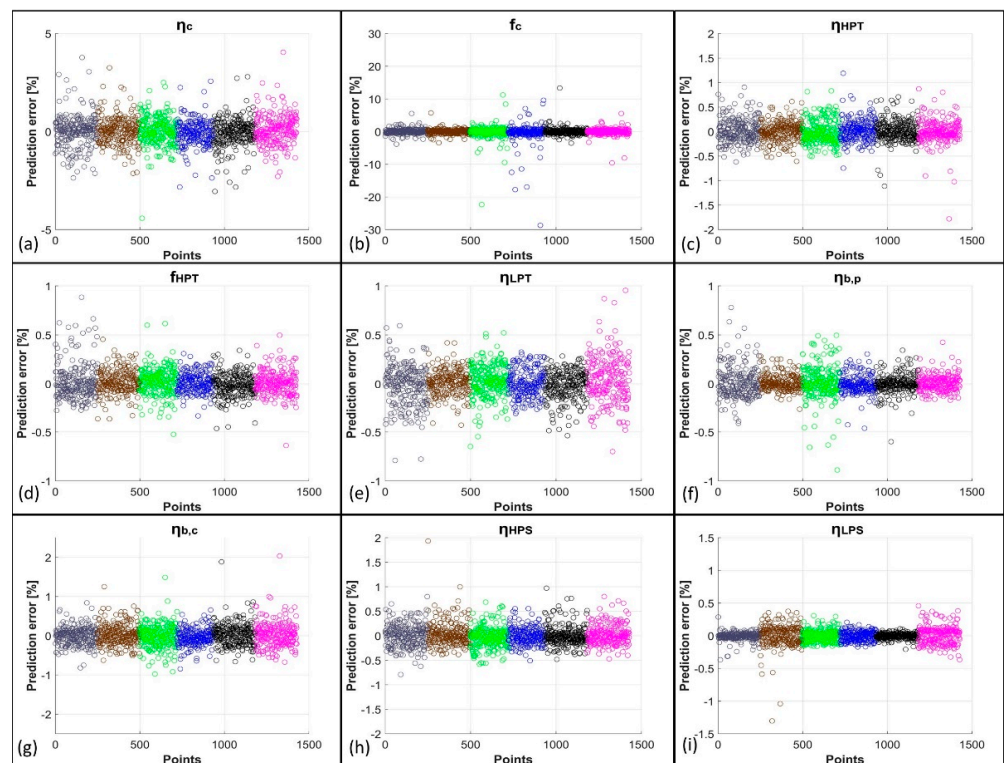 ηc
Prediction error [%]
5
0
-5
0 500 1000 1500
Points
(a)
fc
Prediction error [%]
30
20
10
0
-10
-20
-30
0 500 1000 1500
Points
(b)
ηHPT
Prediction error [%]
2
1.5
1
0.5
0
-0.5
-1
-1.5
-2
0 500 1000 1500
Points
(c)
fHPT
Prediction error [%]
1
0.5
0
-0.5
-1
0 500 1000 1500
Points
(d)
ηLPT
Prediction error [%]
1
0.5
0
-0.5
-1
0 500 1000 1500
Points
(e)
ηb,p
Prediction error [%]
1
0.5
0
-0.5
-1
0 500 1000 1500
Points
(f)
ηb,c
Prediction error [%]
2
1
0
-1
-2
0 500 1000 1500
Points
(g)
ηHPS
Prediction error [%]
2
1.5
1
0.5
0
-0.5
-1
-1.5
-2
0 500 1000 1500
Points
(h)
ηLPS
Prediction error [%]
1.5
1
0.5
0
-0.5
-1
-1.5
0 500 1000 1500
Points
(i)